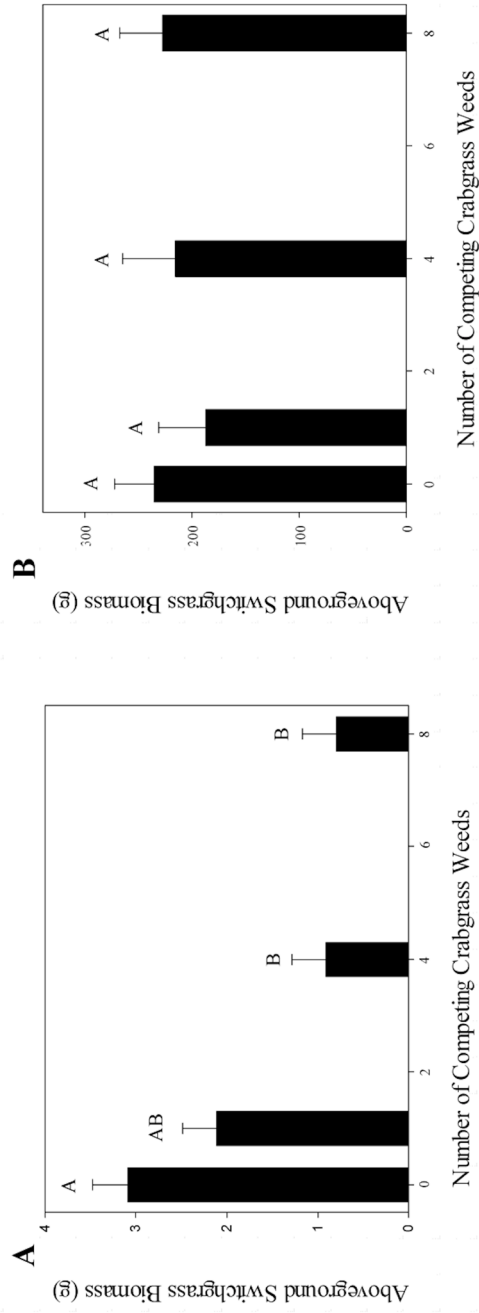 A
Aboveground Switchgrass Biomass
(g)
4
3
2
1
0
A
AB
B
B
0
2
4
6
8
Number of Competing Crabgrass Weeds
B
Aboveground Switchgrass Biomass
(g)
300
200
100
0
A
A
A
A
0
2
4
6
8
Number of Competing Crabgrass Weeds